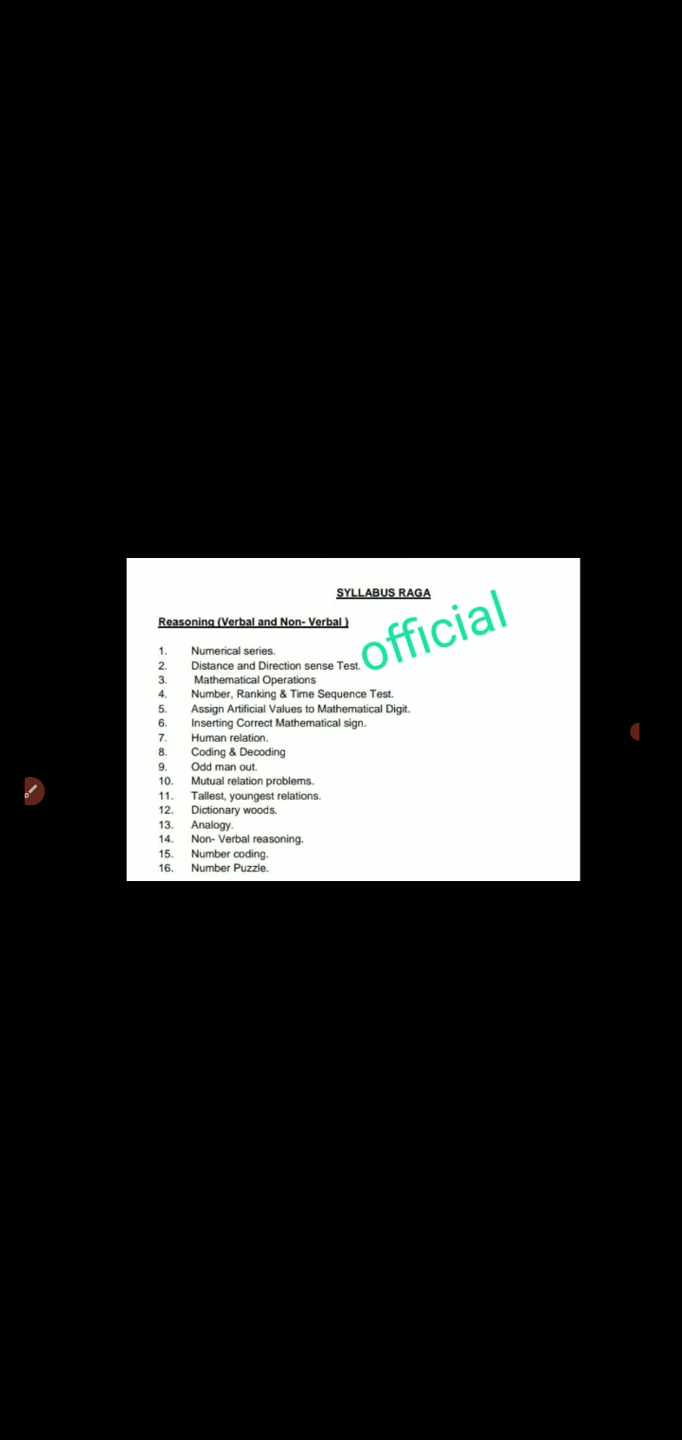 SYLLABUS RAGA
Reasoning (Verbal and Non- Verbal )
official
1. Numerical series.
2. Distance and Direction sense Test.
3. Mathematical Operations
4. Number, Ranking & Time Sequence Test.
5. Assign Artificial Values to Mathematical Digit.
6. Inserting Correct Mathematical sign.
7. Human relation.
8. Coding & Decoding
9. Odd man out.
10. Mutual relation problems.
11. Tallest, youngest relations.
12. Dictionary woods.
13. Analogy.
14. Non- Verbal reasoning.
15. Number coding.
16. Number Puzzle.